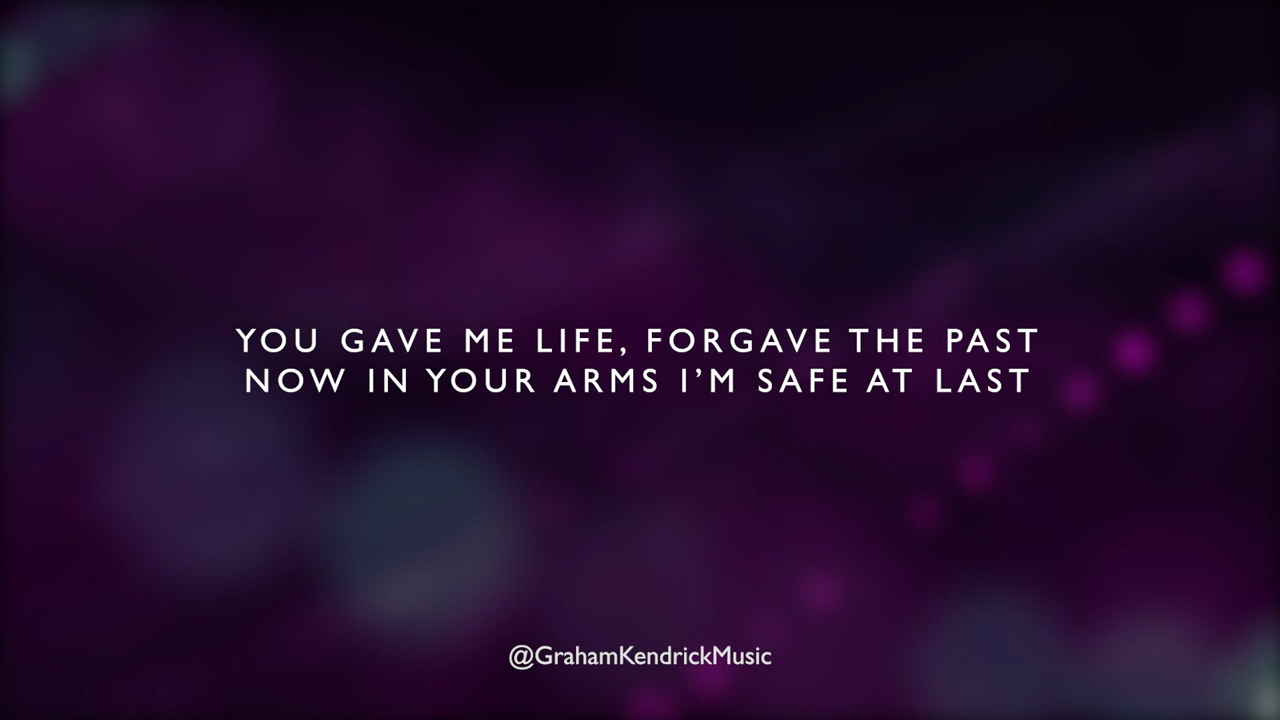 YOU GAVE ME LIFE, FORGAVE THE PAST
NOW IN YOUR ARMS I’M SAFE AT LAST
@GrahamKendrickMusic